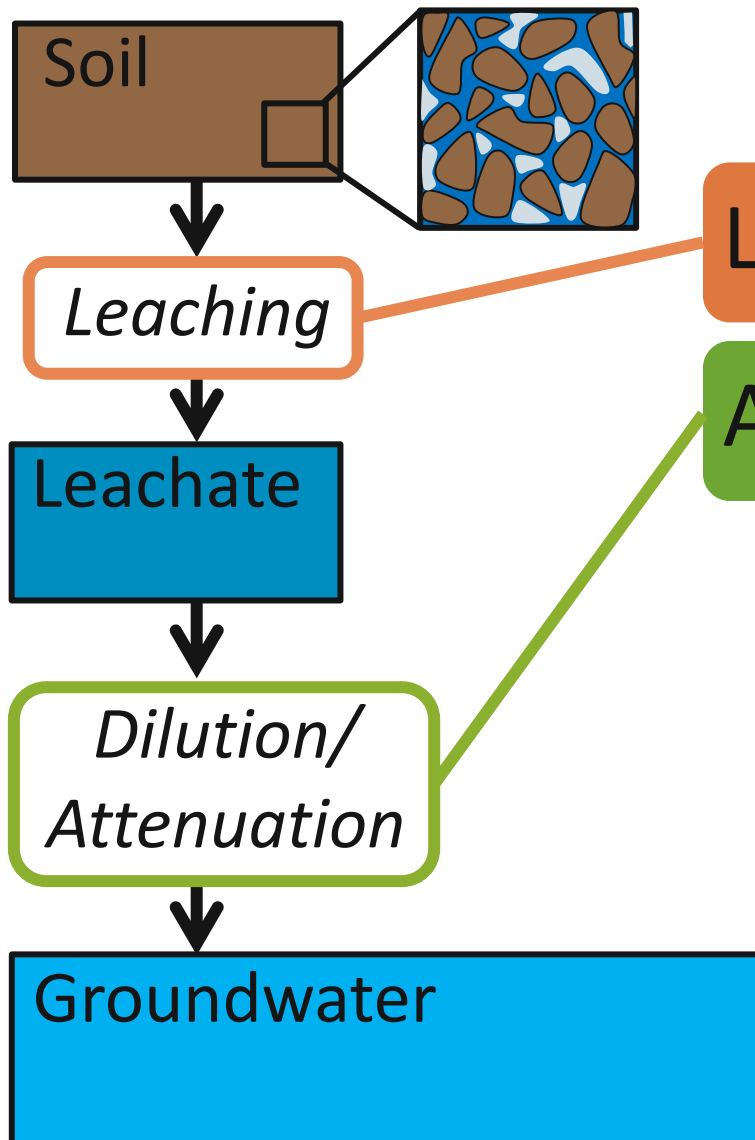 Soil
L
Leaching
A
Leachate
Dilution/
Attenuation
Groundwater